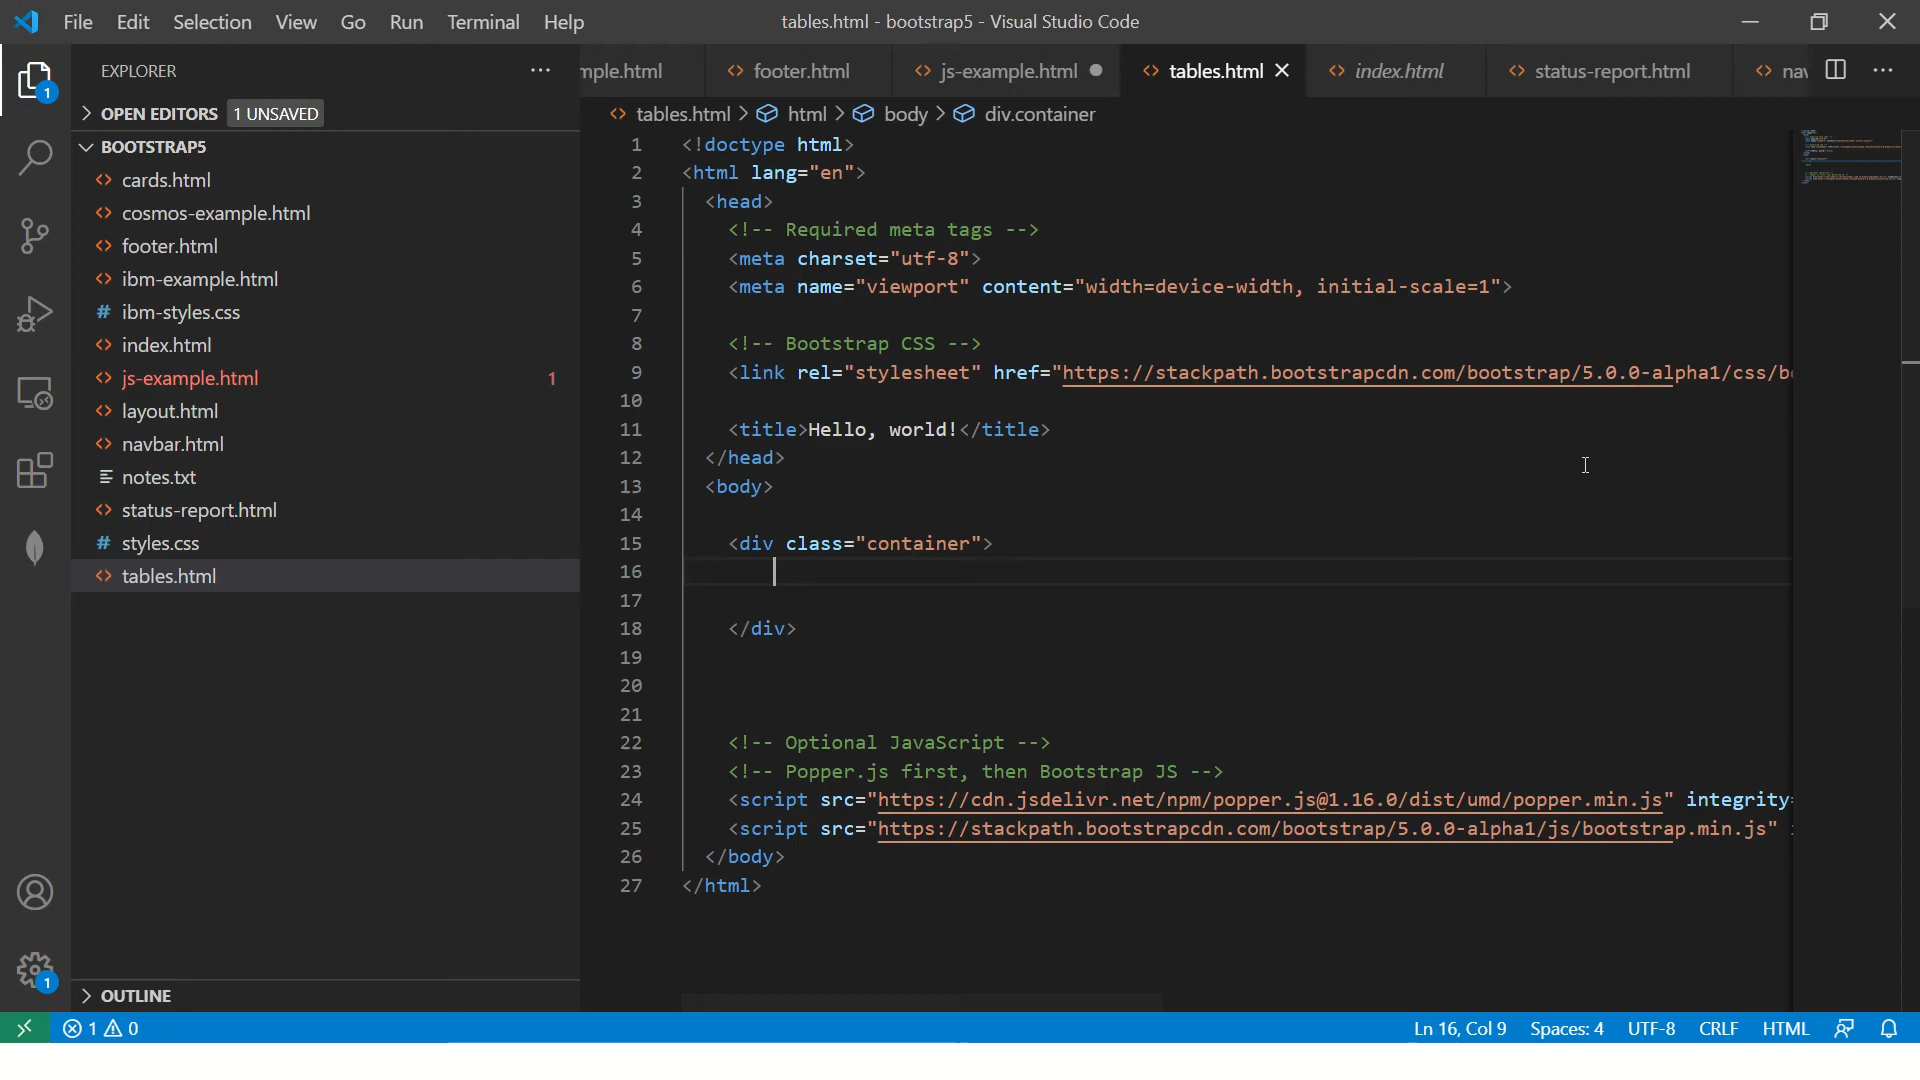 File Edit Selection View Go Run Terminal Help tables.html - bootstrap5 - Visual Studio Code
EXPLORER
mple.html footer.html js-example.html tables.html index.html status-report.html nav
1
OPEN EDITORS 1 UNSAVED
tables.html > html > body > div.container
BOOTSTRAP5
cards.html
cosmos-example.html
footer.html
ibm-example.html
ibm-styles.css
index.html
js-example.html 1
layout.html
navbar.html
notes.txt
status-report.html
styles.css
tables.html
OUTLINE
1
1 <!doctype html>
2 <html lang="en">
3 <head>
4 <!-- Required meta tags -->
5 <meta charset="utf-8">
6 <meta name="viewport" content="width=device-width, initial-scale=1">
7
8 <!-- Bootstrap CSS -->
9 <link rel="stylesheet" href="https://stackpath.bootstrapcdn.com/bootstrap/5.0.0-alpha1/css/b
10
11 <title>Hello, world!</title>
12 </head>
13 <body>
14
15 <div class="container">
16
17
18 </div>
19
20
21
22 <!-- Optional JavaScript -->
23 <!-- Popper.js first, then Bootstrap JS -->
24 <script src="https://cdn.jsdelivr.net/npm/popper.js@1.16.0/dist/umd/popper.min.js" integrity
25 <script src="https://stackpath.bootstrapcdn.com/bootstrap/5.0.0-alpha1/js/bootstrap.min.js"
26 </body>
27 </html>
1 0 Ln 16, Col 9 Spaces: 4 UTF-8 CRLF HTML